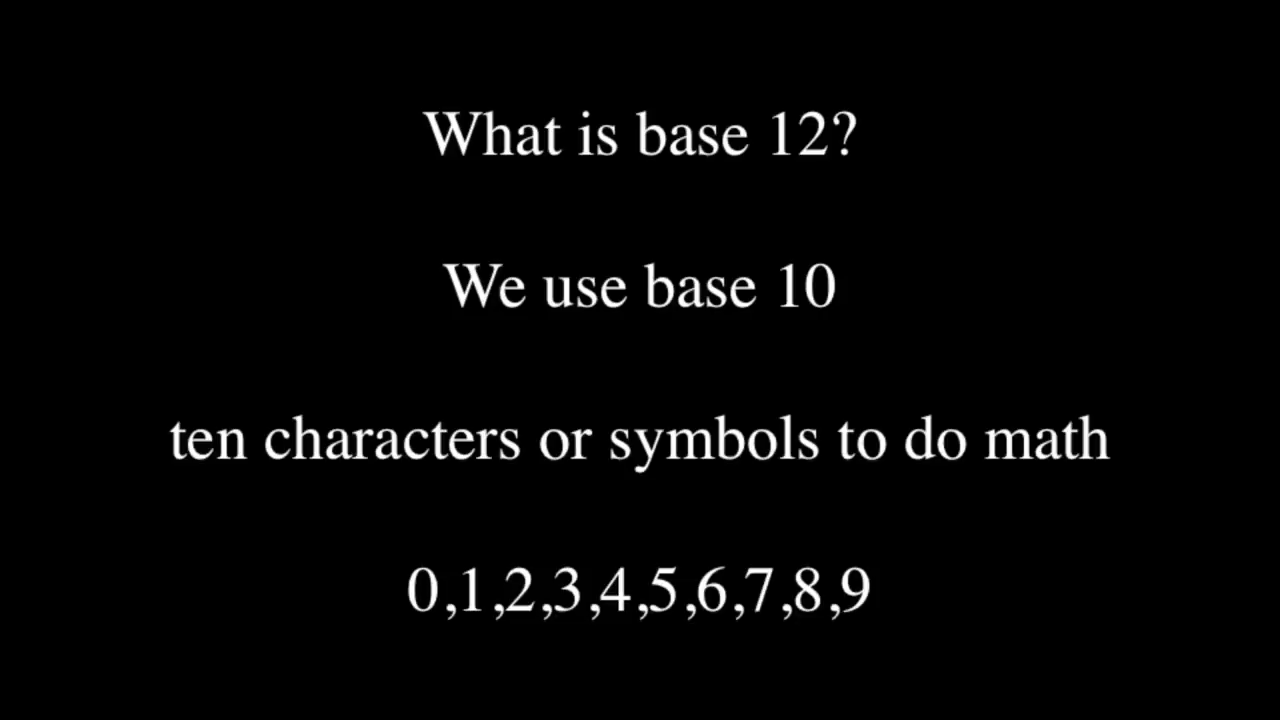 What is base 12?
We use base 10
ten characters or symbols to do math
0,1,2,3,4,5,6,7,8,9